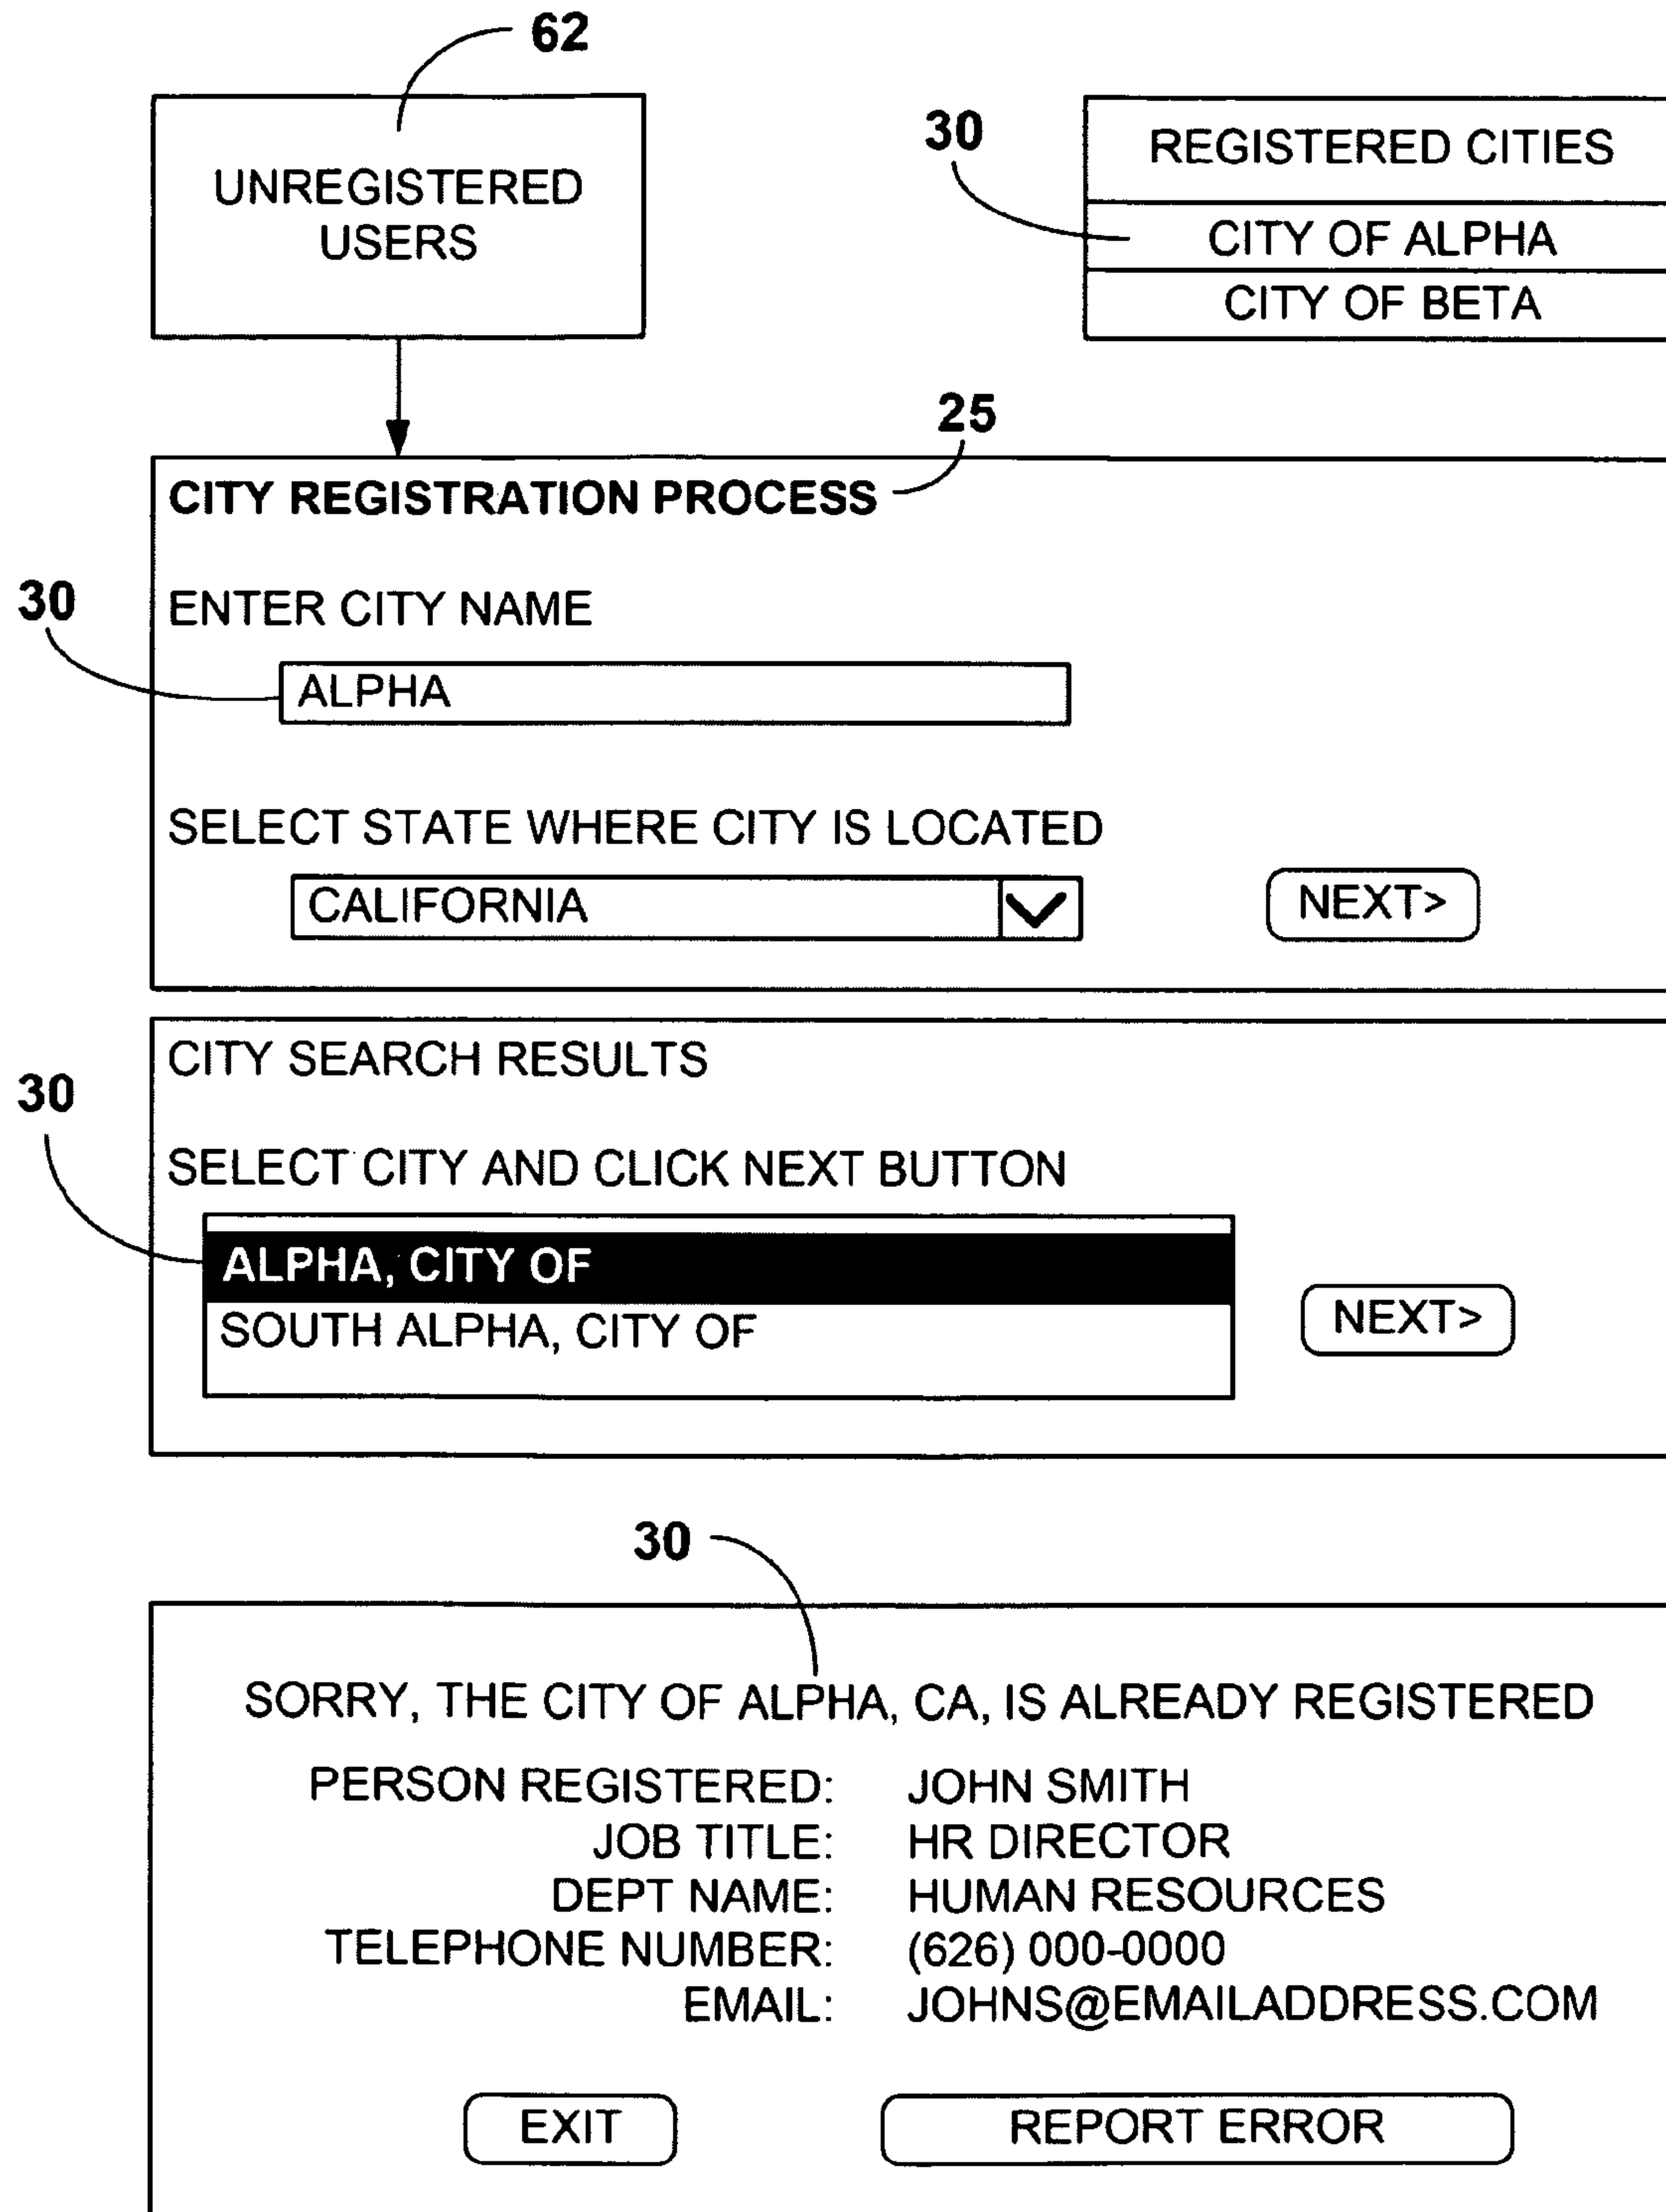 62
UNREGISTERED
USERS
30
REGISTERED CITIES
CITY OF ALPHA
CITY OF BETA
25
CITY REGISTRATION PROCESS
30
ENTER CITY NAME
ALPHA
SELECT STATE WHERE CITY IS LOCATED
CALIFORNIA
NEXT>
CITY SEARCH RESULTS
30
SELECT CITY AND CLICK NEXT BUTTON
ALPHA, CITY OF
SOUTH ALPHA, CITY OF
NEXT>
30
SORRY, THE CITY OF ALPHA, CA, IS ALREADY REGISTERED
PERSON REGISTERED: JOHN SMITH
JOB TITLE: HR DIRECTOR
DEPT NAME: HUMAN RESOURCES
TELEPHONE NUMBER: (626) 000-0000
EMAIL: JOHNS@EMAILADDRESS.COM
EXIT
REPORT ERROR